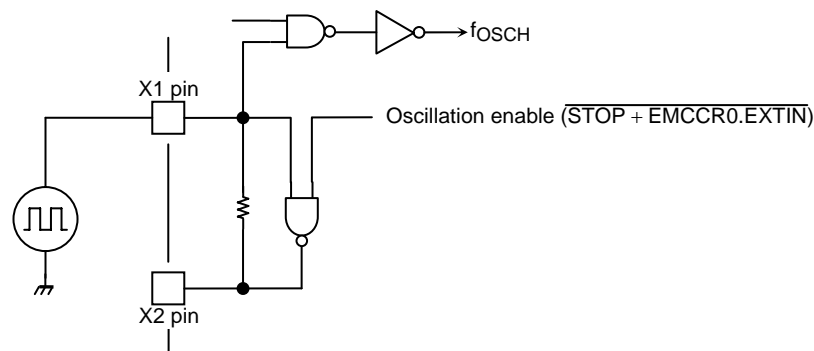 fOSCH
X1 pin
Oscillation enable (STOP + EMCCR0.EXTIN)
X2 pin